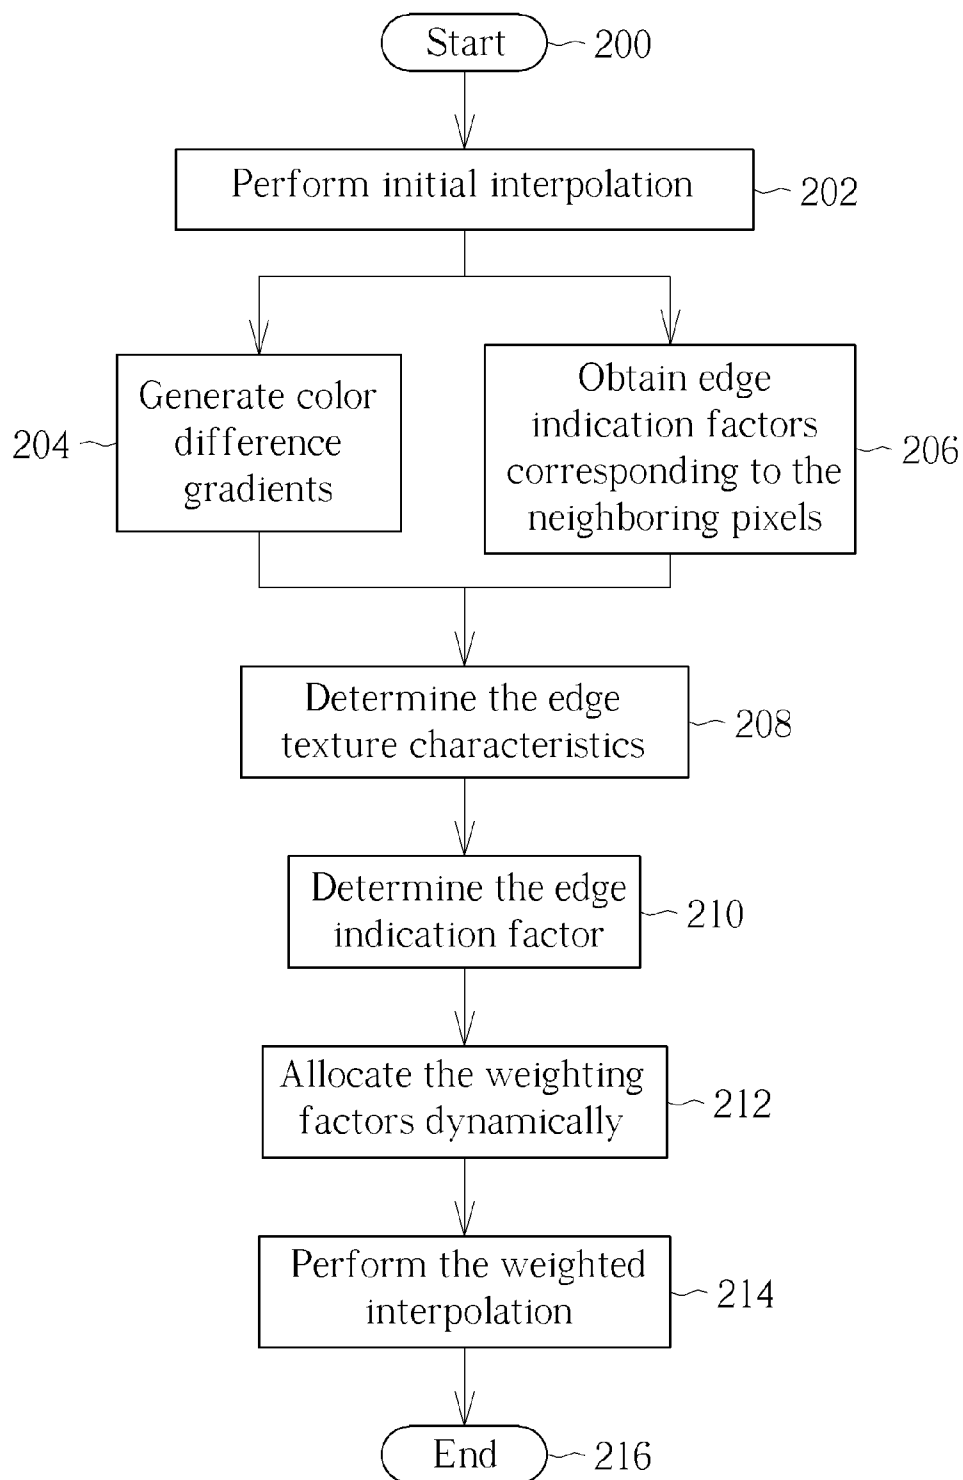 Start
200
Perform initial interpolation
202
Generate color
difference
gradients
204
Obtain edge
indication factors
corresponding to the
neighboring pixels
206
Determine the edge
texture characteristics
208
Determine the edge
indication factor
210
Allocate the weighting
factors dynamically
212
Perform the weighted
interpolation
214
End
216